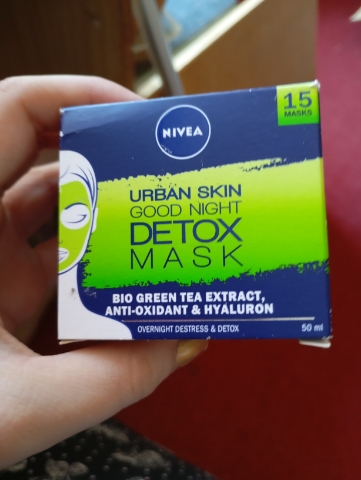 15
MASKS
NIVEA
URBAN SKIN
GOOD NIGHT
DETOX
MASK
BIO GREEN TEA EXTRACT,
ANTI-OXIDANT & HYALURON
OVERNIGHT DESTRESS & DETOX
50 ml